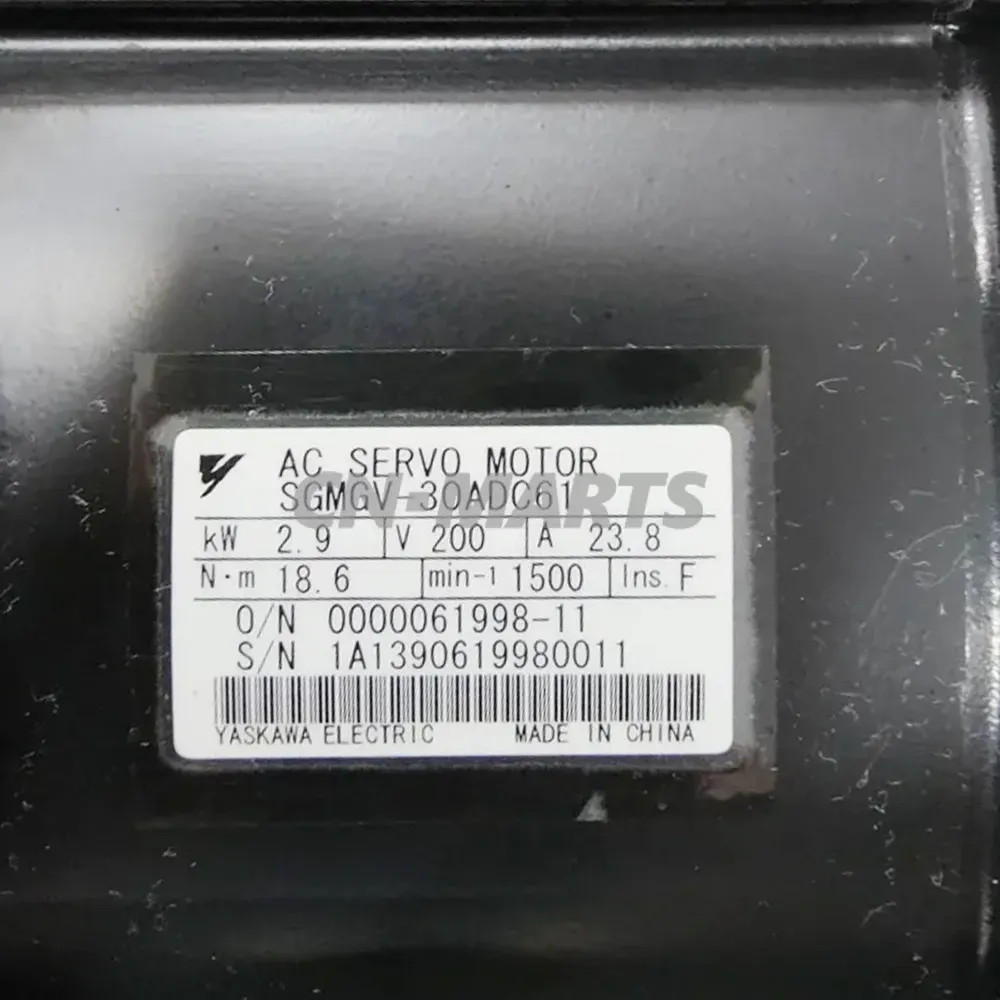 AC SERVO MOTOR
SGMGV-30ADC61
CN-MARTS
kW 2.9 V 200 A 23.8
N·m 18.6 min-1 1500 Ins. F
O/N 0000061998-11
S/N 1A1390619980011
YASKAWA ELECTRIC MADE IN CHINA